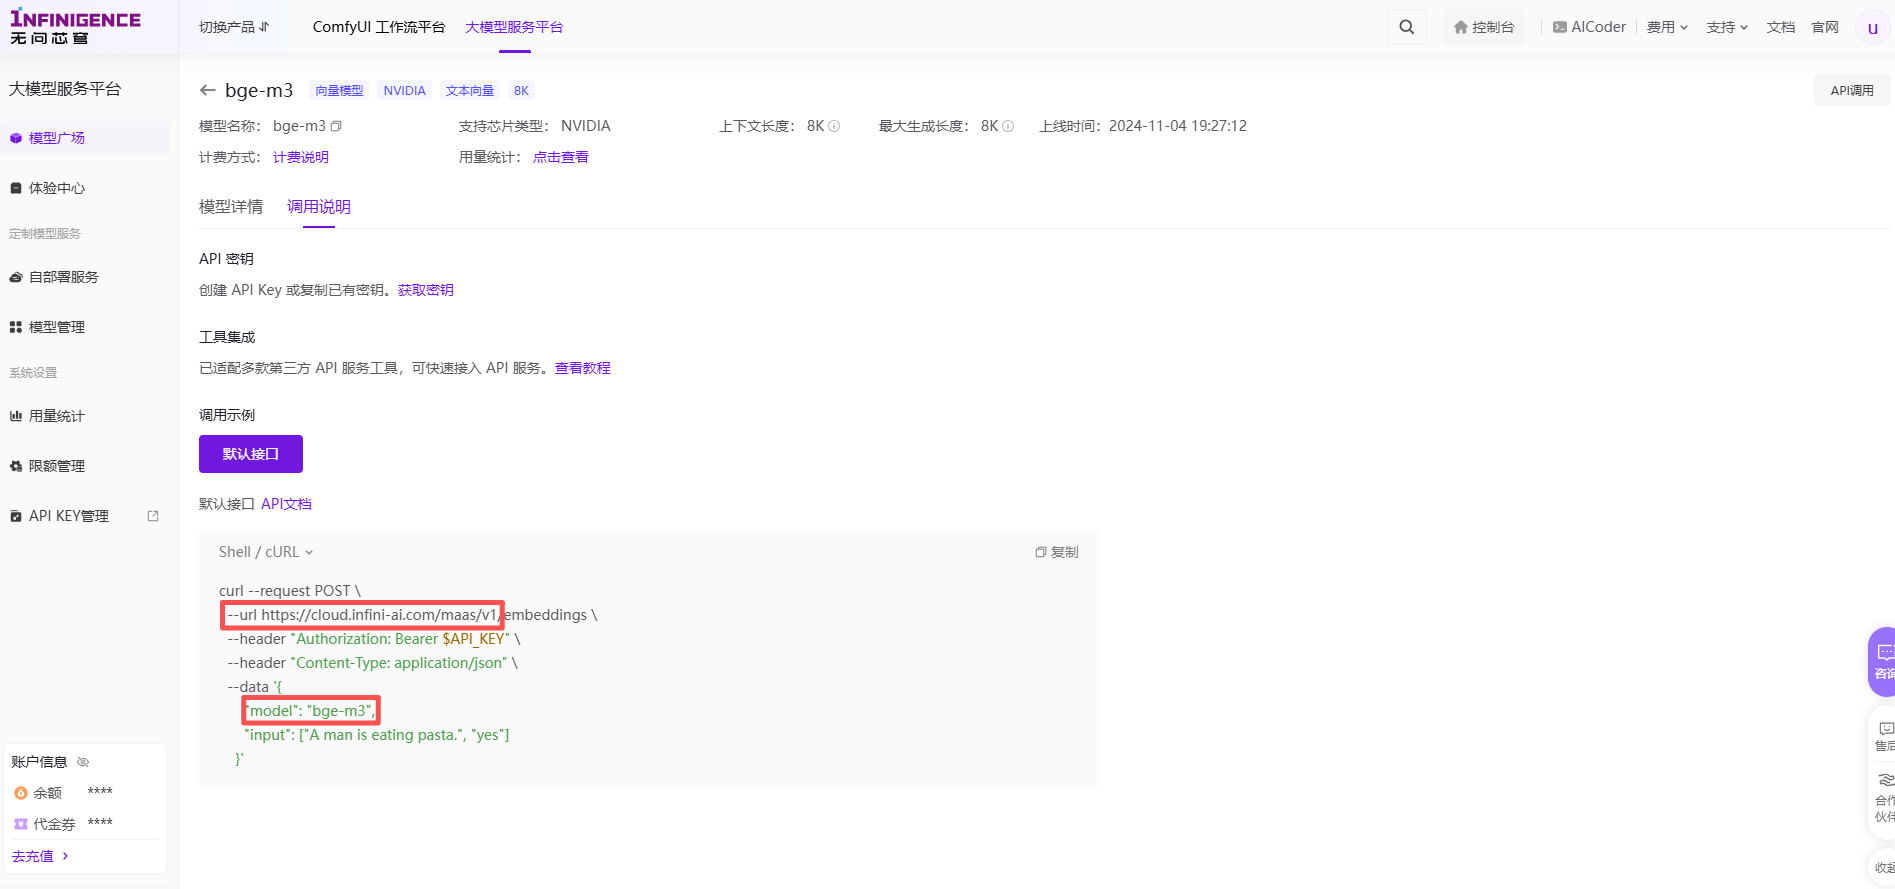 INFINIGENCE
无问芯穹
切换产品
ComfyUI 工作流平台
大模型服务平台
控制台
AICoder
费用
支持
文档
官网
u
大模型服务平台
模型广场
体验中心
定制模型服务
自部署服务
模型管理
系统设置
用量统计
限额管理
API KEY管理
账户信息
余额 ****
代金券 ****
去充值
bge-m3
向量模型
NVIDIA
文本向量
8K
API调用
模型名称: bge-m3
支持芯片类型: NVIDIA
上下文长度: 8K
最大生成长度: 8K
上线时间: 2024-11-04 19:27:12
计费方式: 计费说明
用量统计: 点击查看
模型详情
调用说明
API 密钥
创建 API Key 或复制已有密钥。获取密钥
工具集成
已适配多款第三方 API 服务工具，可快速接入 API 服务。查看教程
调用示例
默认接口
默认接口 API文档
Shell / cURL
复制
curl --request POST \
--url https://cloud.infini-ai.com/maas/v1/embeddings \
--header "Authorization: Bearer $API_KEY" \
--header "Content-Type: application/json" \
--data '{
"model": "bge-m3",
"input": ["A man is eating pasta.", "yes"]
}'
咨询
售后
合作
伙伴
收起